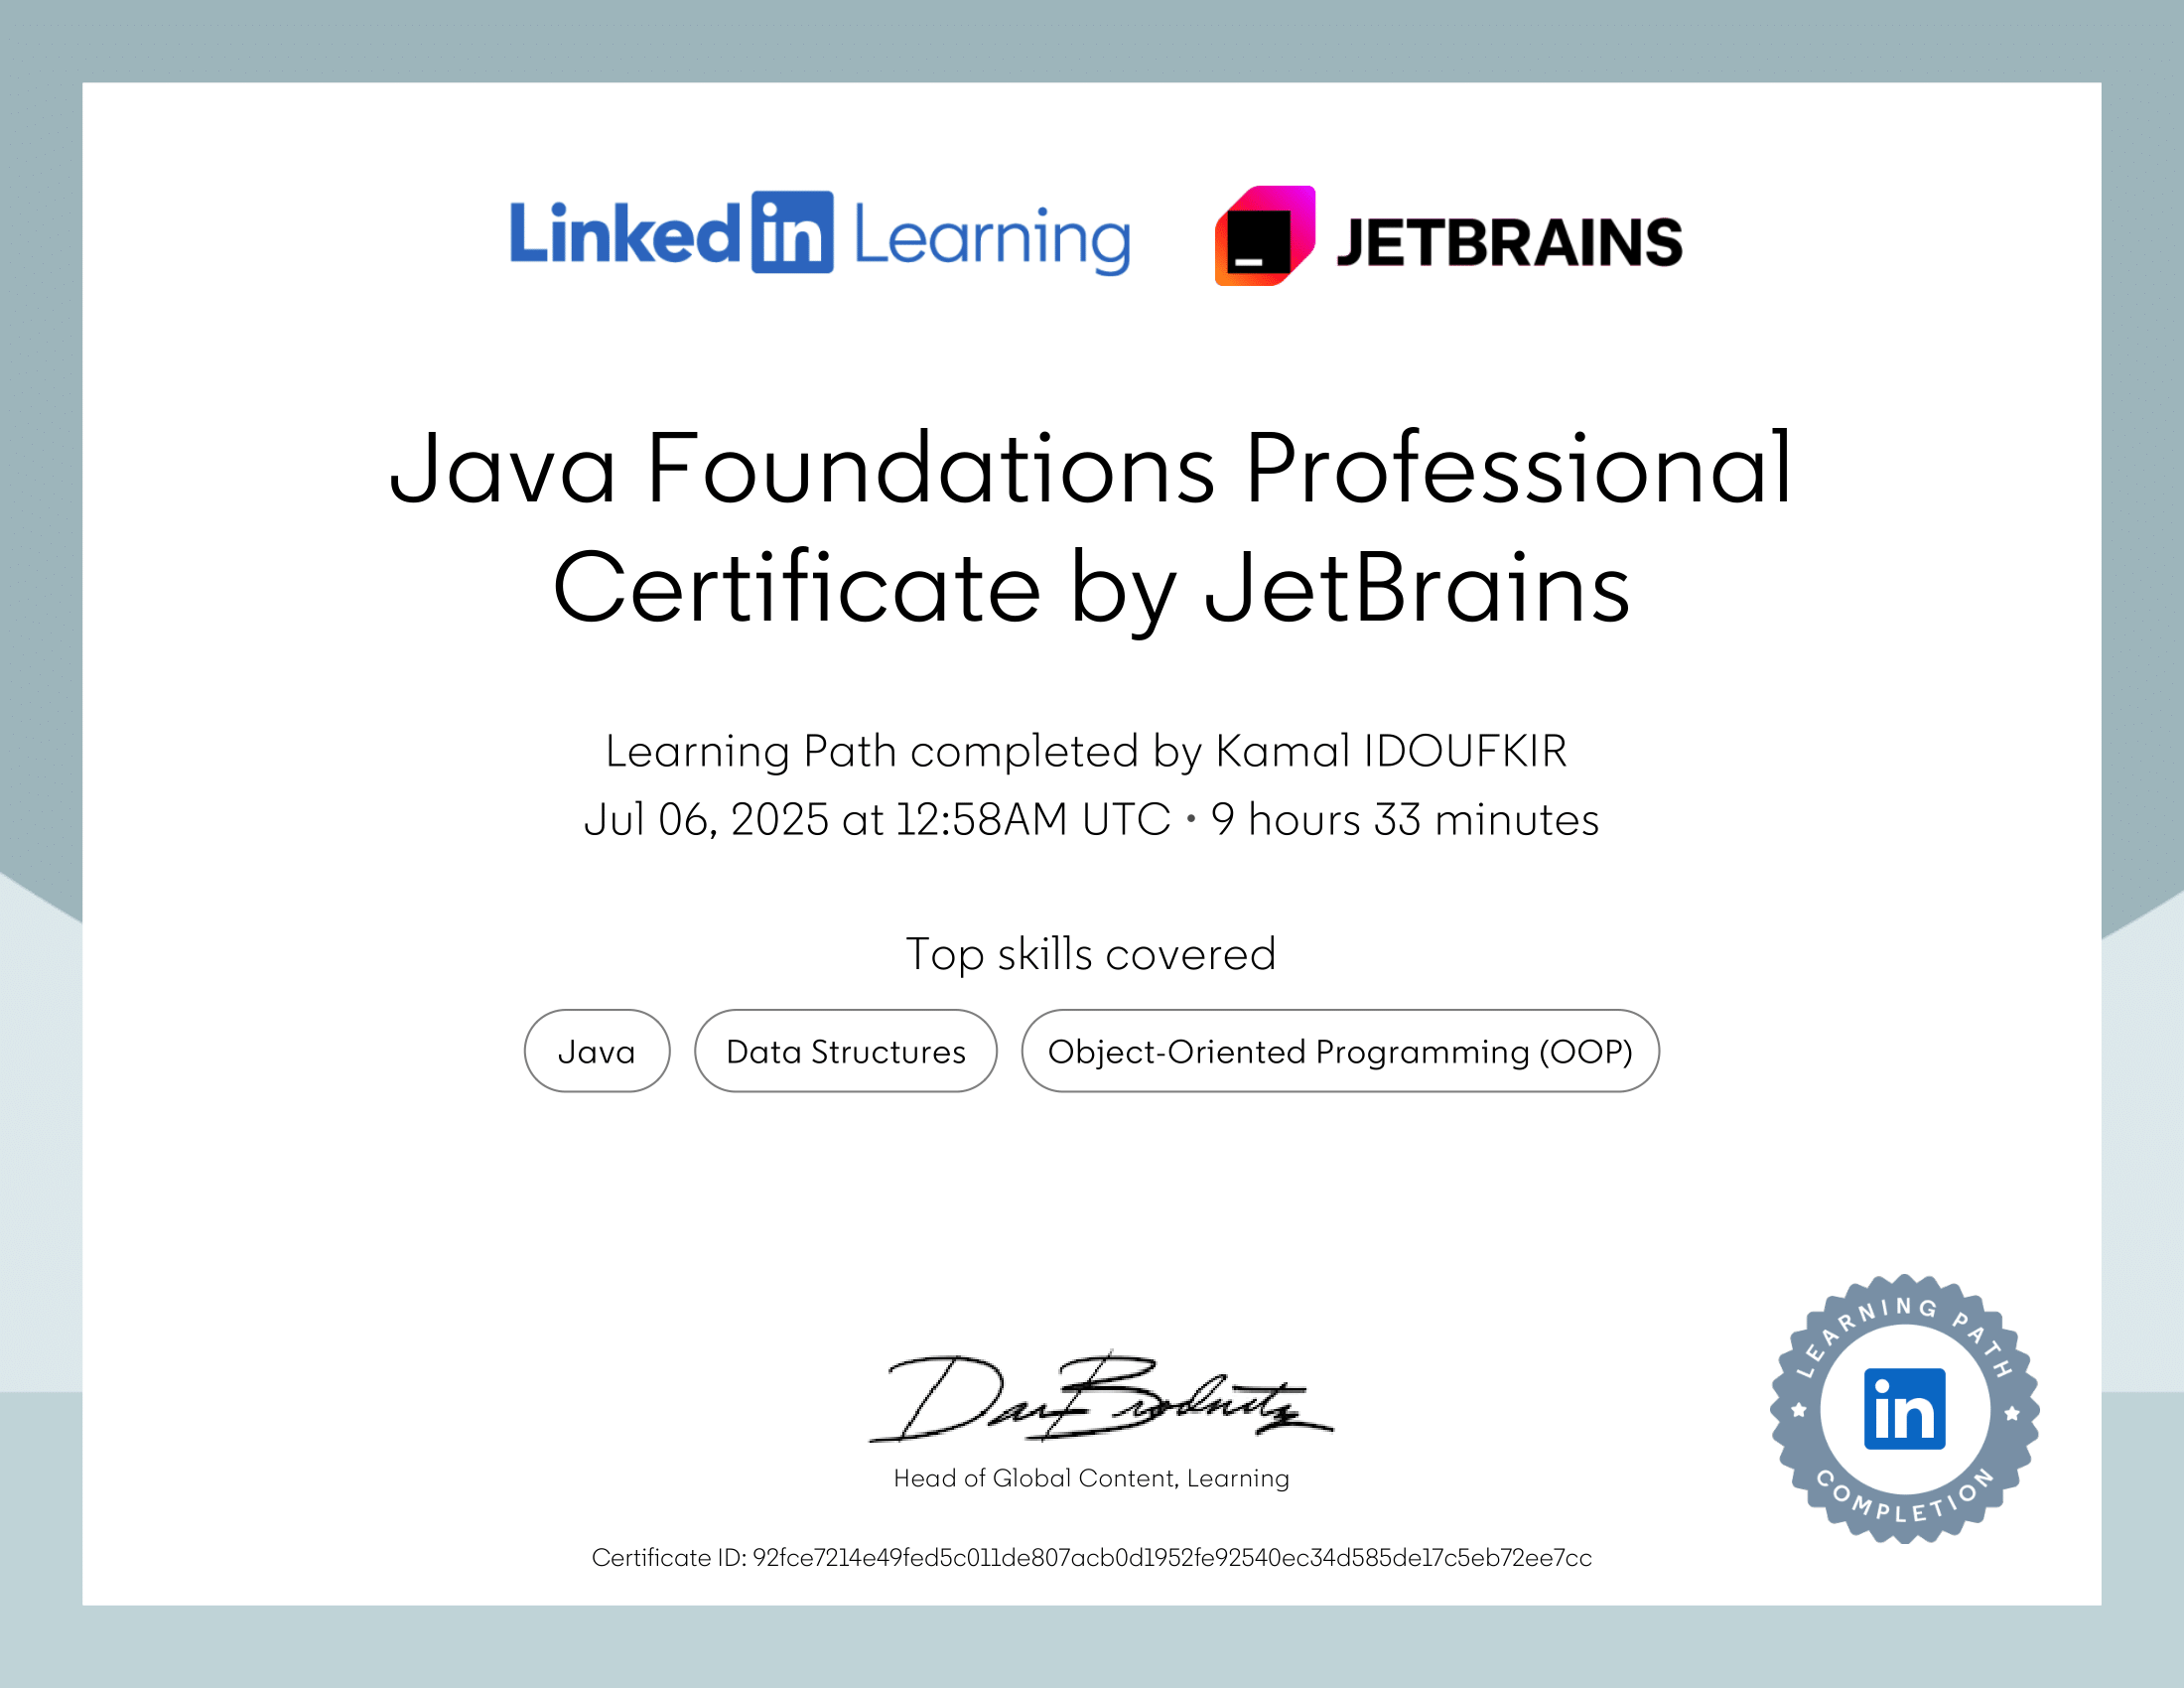 Linked in Learning
JETBRAINS
Java Foundations Professional
Certificate by JetBrains
Learning Path completed by Kamal IDOUFKIR
Jul 06, 2025 at 12:58AM UTC • 9 hours 33 minutes
Top skills covered
Java
Data Structures
Object-Oriented Programming (OOP)
Dan Brodnitz
Head of Global Content, Learning
Certificate ID: 92fce7214e49fed5c011de807acb0d1952fe92540ec34d585de17c5eb72ee7cc
LEARNING PATH
in
COMPLETION